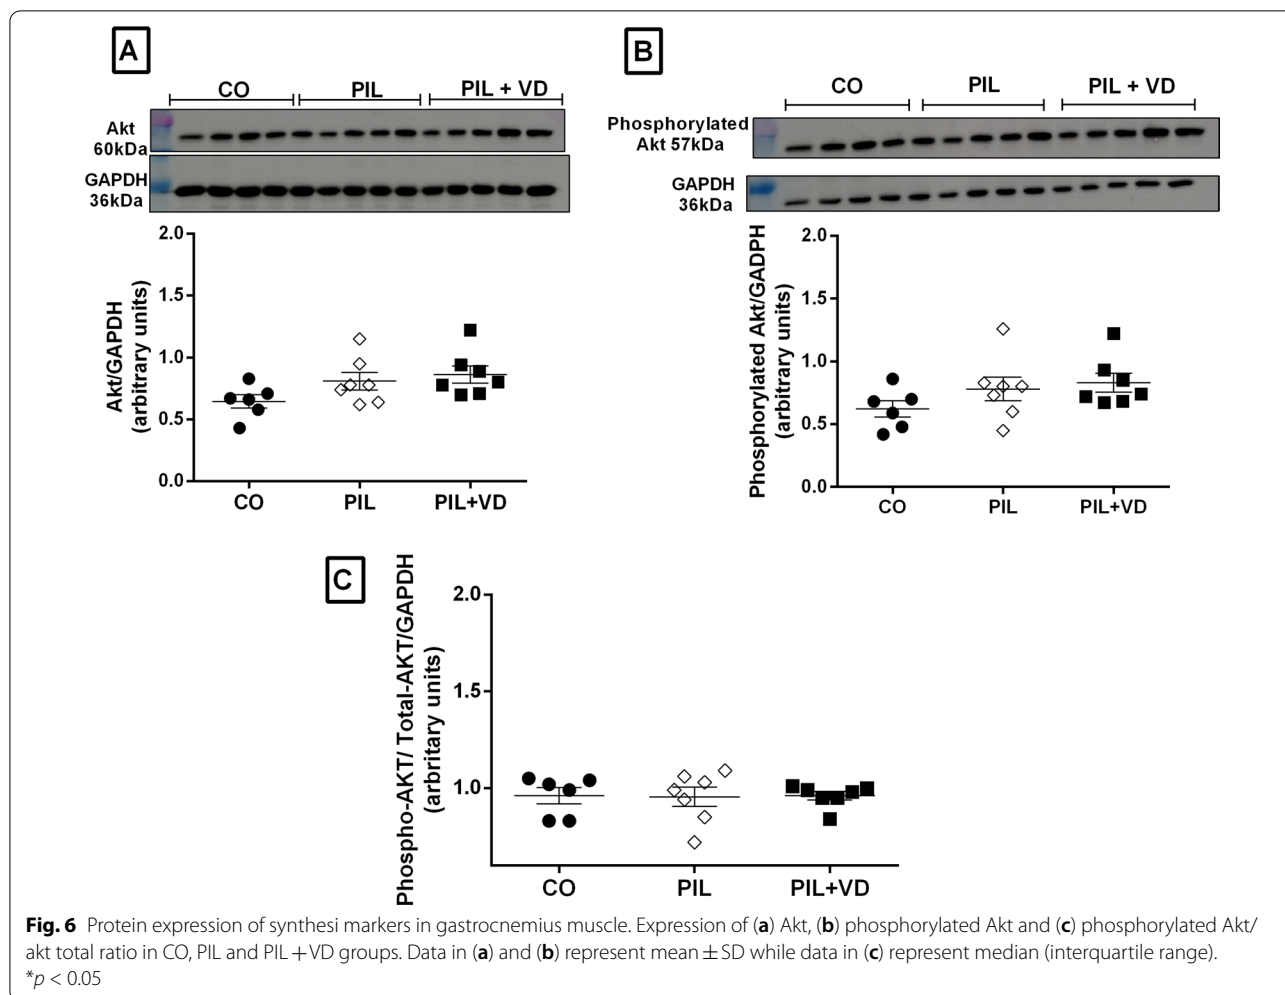 A
CO PIL PIL + VD
Akt
60kDa
GAPDH
36kDa
2.0
1.5
1.0
0.5
0.0
Akt/GAPDH
(arbitrary units)
CO PIL PIL+VD
B
CO PIL PIL + VD
Phosphorylated
Akt 57kDa
GAPDH
36kDa
2.0
1.5
1.0
0.5
0.0
Phosphorylated Akt/GADPH
(arbitrary units)
CO PIL PIL+VD
C
2.0
1.5
1.0
Phospho-AKT/ Total-AKT/GAPDH
(arbritary units)
CO PIL PIL+VD
Fig. 6 Protein expression of synthesi markers in gastrocnemius muscle. Expression of (a) Akt, (b) phosphorylated Akt and (c) phosphorylated Akt/
akt total ratio in CO, PIL and PIL + VD groups. Data in (a) and (b) represent mean ± SD while data in (c) represent median (interquartile range).
*p < 0.05